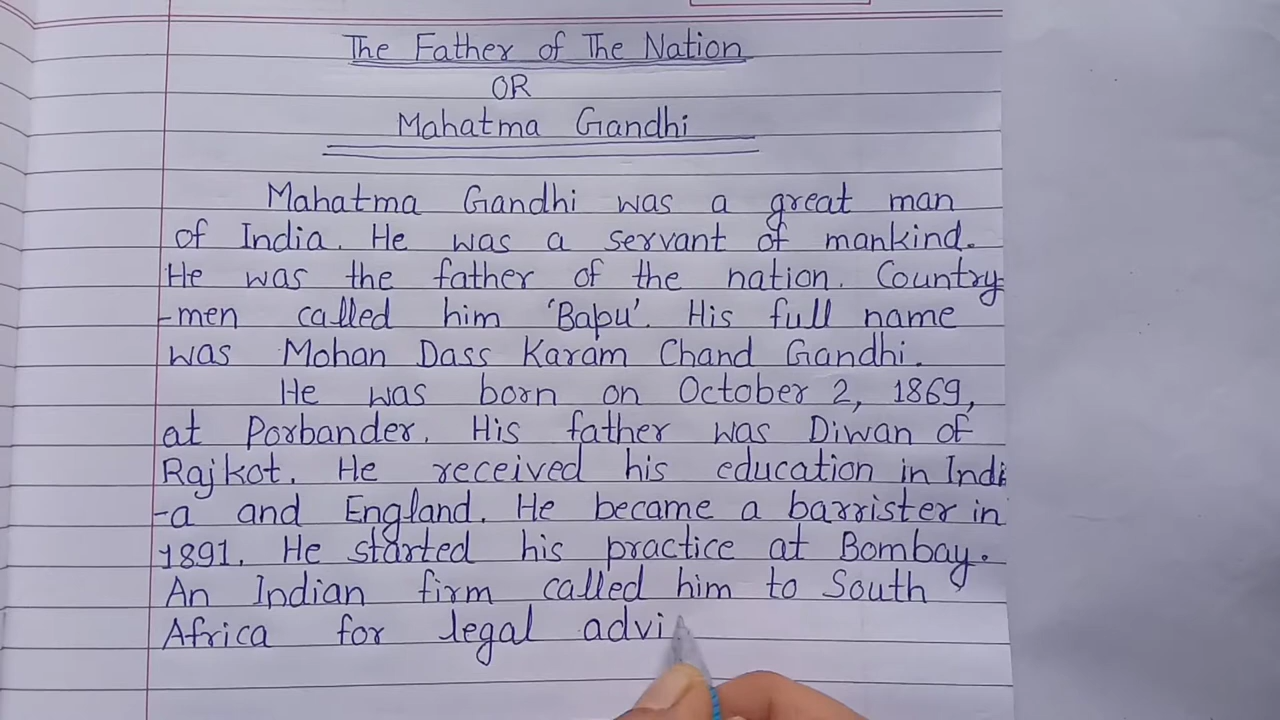 The Father of The Nation
OR
Mahatma Gandhi
Mahatma Gandhi was a great man
of India. He was a servant of mankind.
He was the father of the nation. Country
-men called him 'Bapu'. His full name
was Mohan Dass Karam Chand Gandhi.
He was born on October 2, 1869,
at Porbander. His father was Diwan of
Rajkot. He received his education in Indi
-a and England. He became a barrister in
1891. He started his practice at Bombay.
An Indian firm called him to South
Africa for legal advi